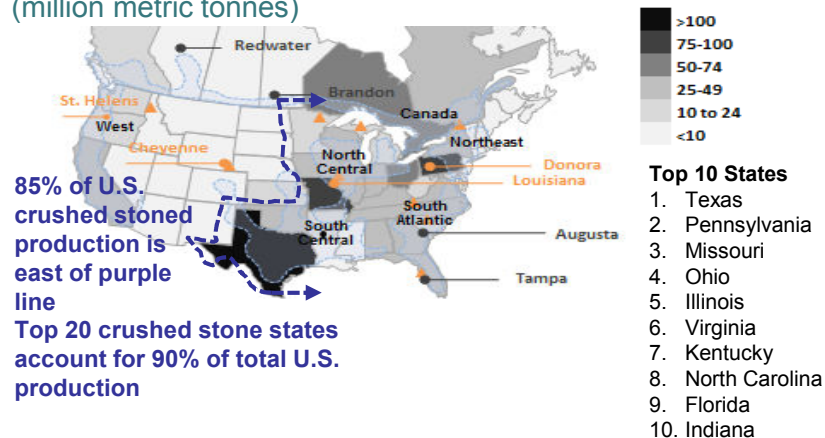 (million metric tonnes)
Redwater
Brandon
St. Helens
West
Canada
Northeast
Cheyenne
North
Central
Donora
Louisiana
South
Atlantic
South
Central
Augusta
Tampa
85% of U.S.
crushed stoned
production is
east of purple
line
Top 20 crushed stone states
account for 90% of total U.S.
production
>100
75-100
50-74
25-49
10 to 24
<10
Top 10 States
1. Texas
2. Pennsylvania
3. Missouri
4. Ohio
5. Illinois
6. Virginia
7. Kentucky
8. North Carolina
9. Florida
10. Indiana